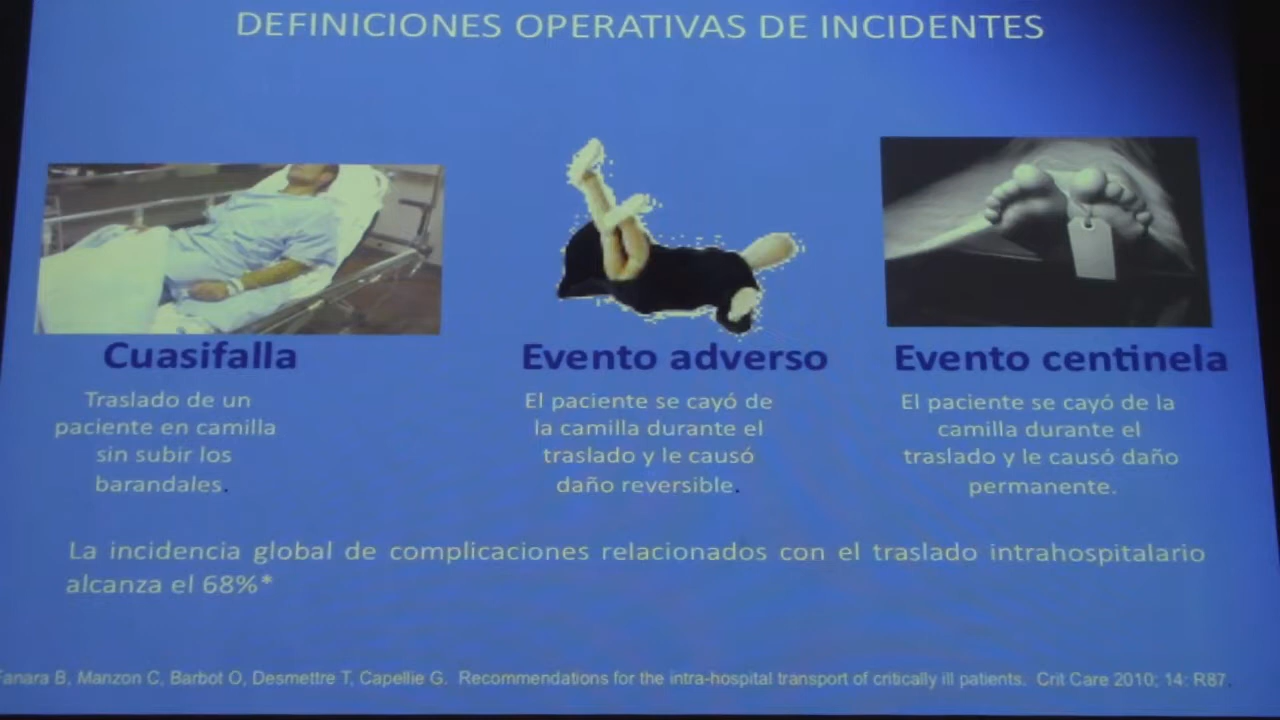 DEFINICIONES OPERATIVAS DE INCIDENTES
Cuasifalla
Traslado de un
paciente en camilla
sin subir los
barandales.
Evento adverso
El paciente se cayó de
la camilla durante el
traslado y le causó
daño reversible.
Evento centinela
El paciente se cayó de la
camilla durante el
traslado y le causó daño
permanente.
La incidencia global de complicaciones relacionados con el traslado intrahospitalario
alcanza el 68%*
Fanara B, Manzon C, Barbot O, Desmettre T, Capellie G. Recommendations for the intra-hospital transport of critically ill patients. Crit Care 2010; 14: R87.